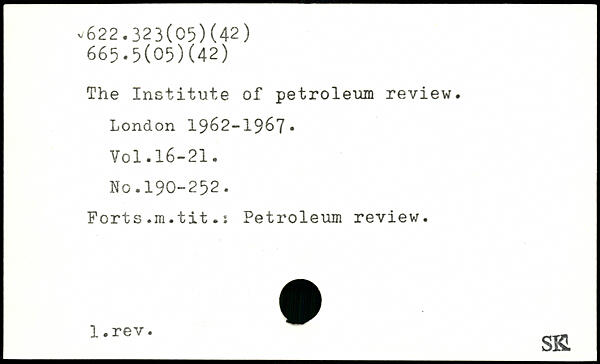 ✓622.323(05)(42)
665.5(05)(42)
The Institute of petroleum review.
London 1962-1967.
Vol.16-21.
No.190-252.
Forts.m.tit.: Petroleum review.
1.rev.
SK